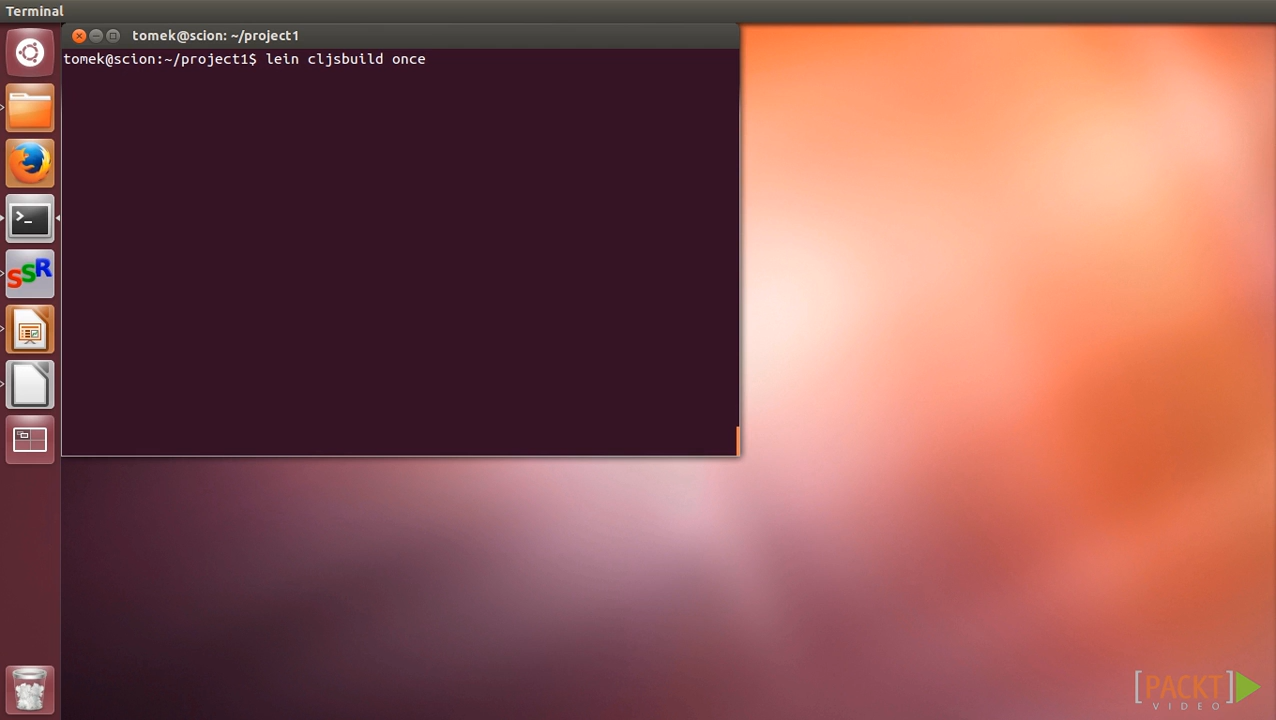 Terminal
tomek@scion: ~/project1
tomek@scion:~/project1$ lein cljsbuild once
SSR
[PACKT]
VIDEO